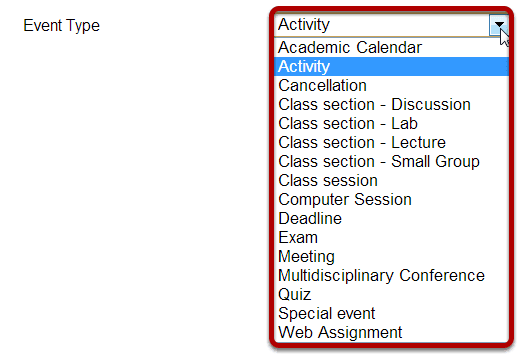 Event Type Activity
Academic Calendar
Activity
Cancellation
Class section - Discussion
Class section - Lab
Class section - Lecture
Class section - Small Group
Class session
Computer Session
Deadline
Exam
Meeting
Multidisciplinary Conference
Quiz
Special event
Web Assignment